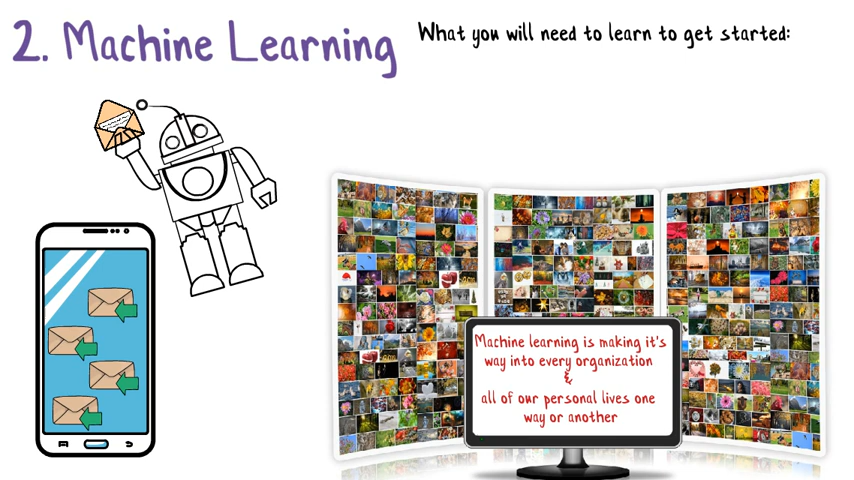 2. Machine Learning
What you will need to learn to get started:
Machine learning is making it's
way into every organization
&
all of our personal lives one
way or another